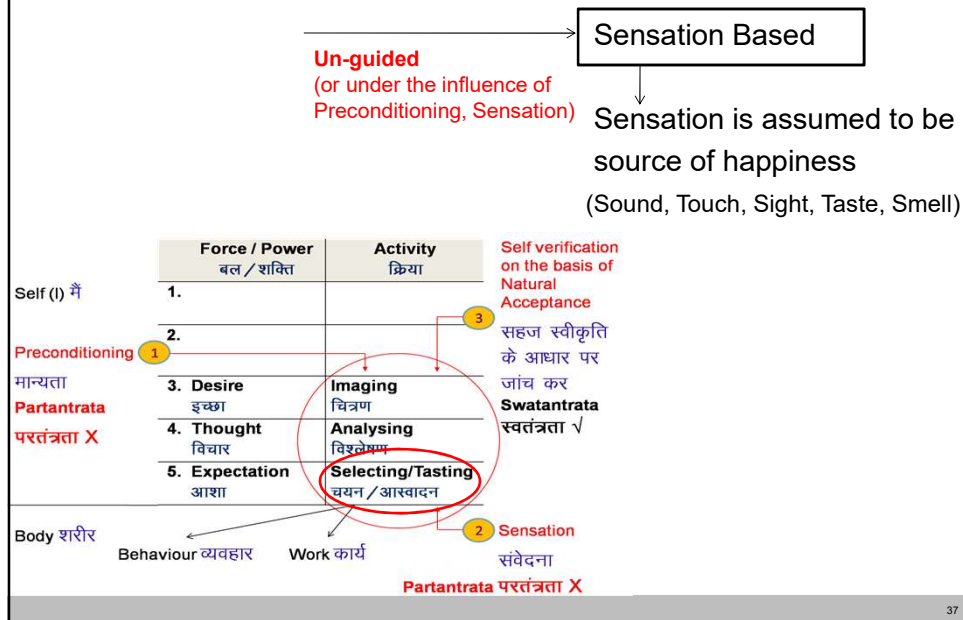 Sensation Based
Un-guided
(or under the influence of
Preconditioning, Sensation)
Sensation is assumed to be
source of happiness
(Sound, Touch, Sight, Taste, Smell)
Force / Power
बल / शक्ति
Activity
क्रिया
Self (I) मैं
1.
2.
3. Desire
इच्छा
Imaging
चित्रण
4. Thought
विचार
Analysing
विश्लेषण
5. Expectation
आशा
Selecting/Tasting
चयन / आस्वादन
Preconditioning 1
मान्यता
Partantrata
परतंत्रता X
Self verification
on the basis of
Natural
Acceptance
3
सहज स्वीकृति
के आधार पर
जांच कर
Swatantrata
स्वतंत्रता √
Body शरीर
Behaviour व्यवहार
Work कार्य
2 Sensation
संवेदना
Partantrata परतंत्रता X
37